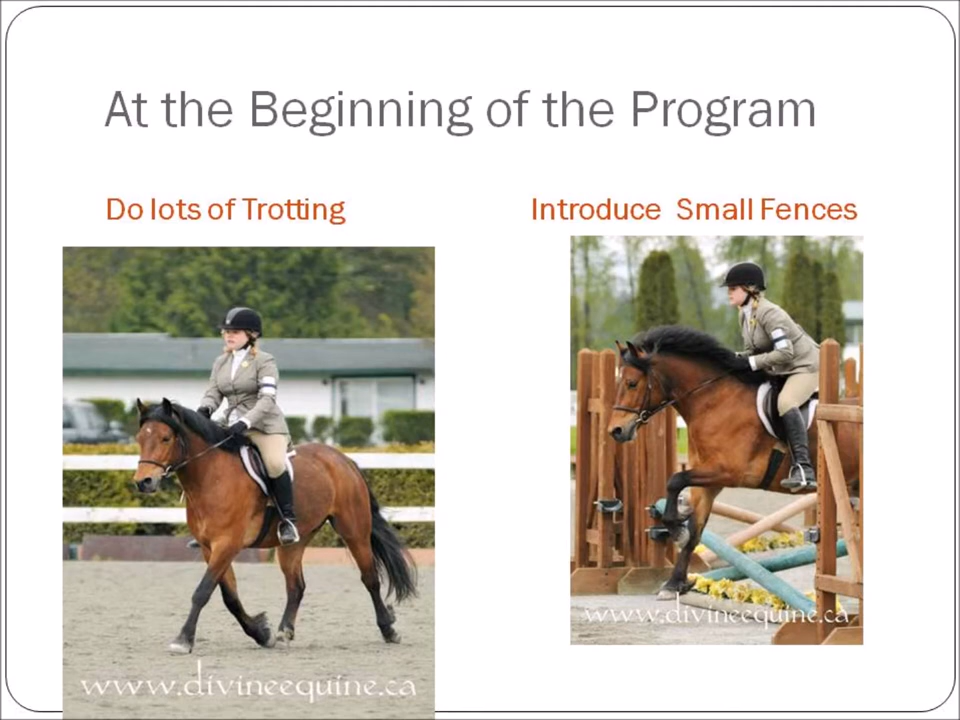 At the Beginning of the Program
Do lots of Trotting
Introduce Small Fences
www.divineequine.ca
www.divineequine.ca